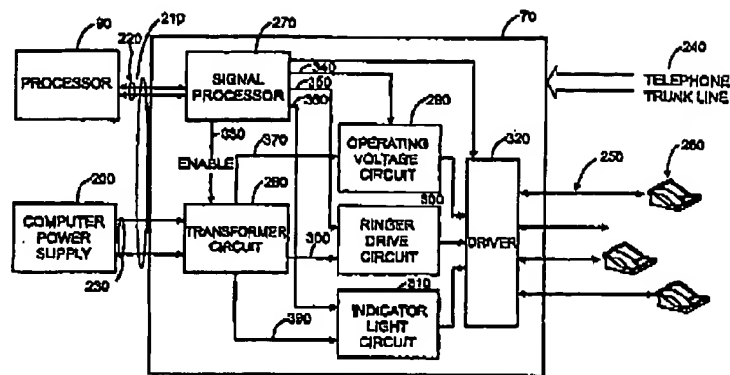 90
220
210
270
70
240
PROCESSOR
SIGNAL
PROCESSOR
340
350
360
TELEPHONE
TRUNK LINE
330
370
290
320
ENABLE
OPERATING
VOLTAGE
CIRCUIT
250
260
200
280
300
COMPUTER
POWER
SUPPLY
TRANSFORMER
CIRCUIT
RINGER
DRIVE
CIRCUIT
DRIVER
230
310
390
INDICATOR
LIGHT
CIRCUIT